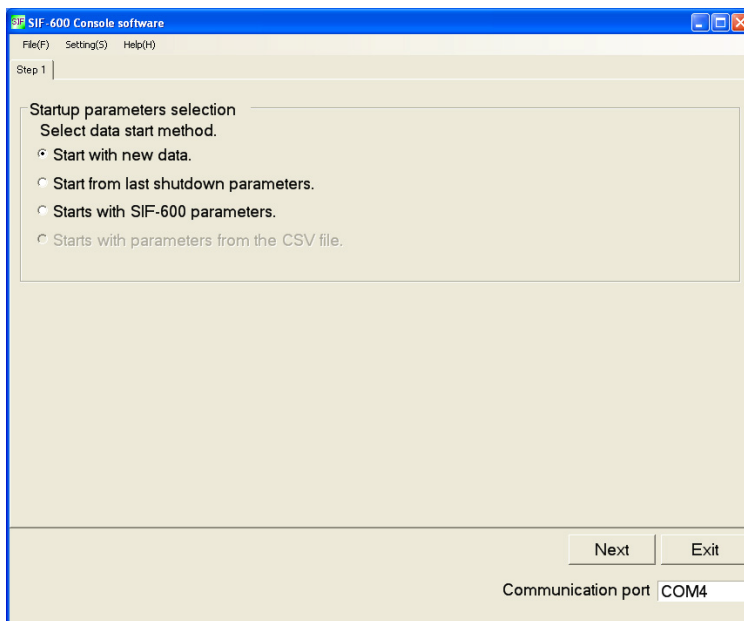 SIF SIF-600 Console software
File(F) Setting(S) Help(H)
Step 1
Startup parameters selection
Select data start method.
Start with new data.
Start from last shutdown parameters.
Starts with SIF-600 parameters.
Starts with parameters from the CSV file.
Next Exit
Communication port COM4